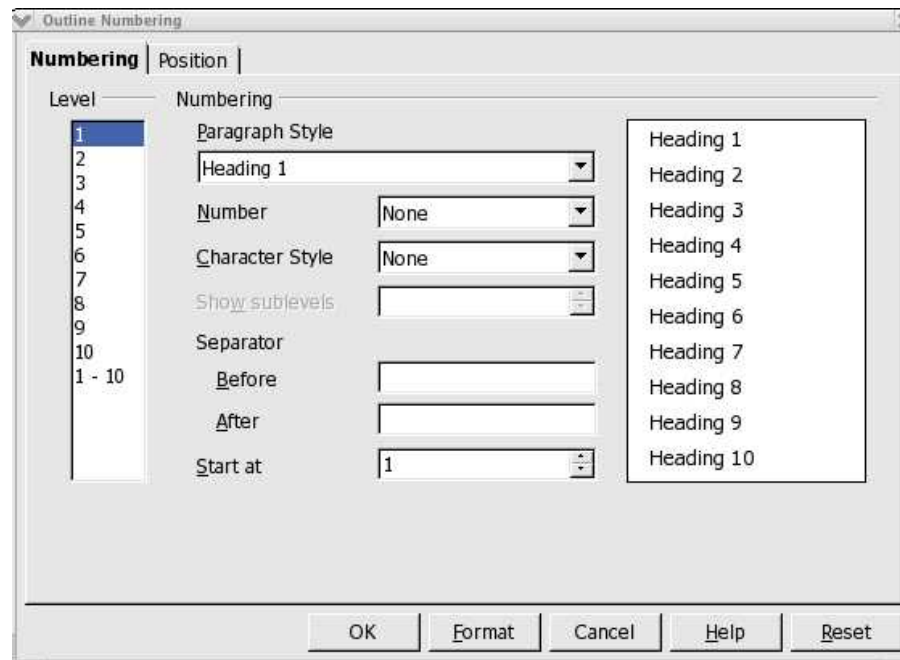 Outline Numbering
Numbering Position
Level Numbering
1
2
3
4
5
6
7
8
9
10
1 - 10
Paragraph Style
Heading 1
Number None
Character Style None
Show sublevels
Separator
Before
After
Start at 1
Heading 1
Heading 2
Heading 3
Heading 4
Heading 5
Heading 6
Heading 7
Heading 8
Heading 9
Heading 10
OK Format Cancel Help Reset